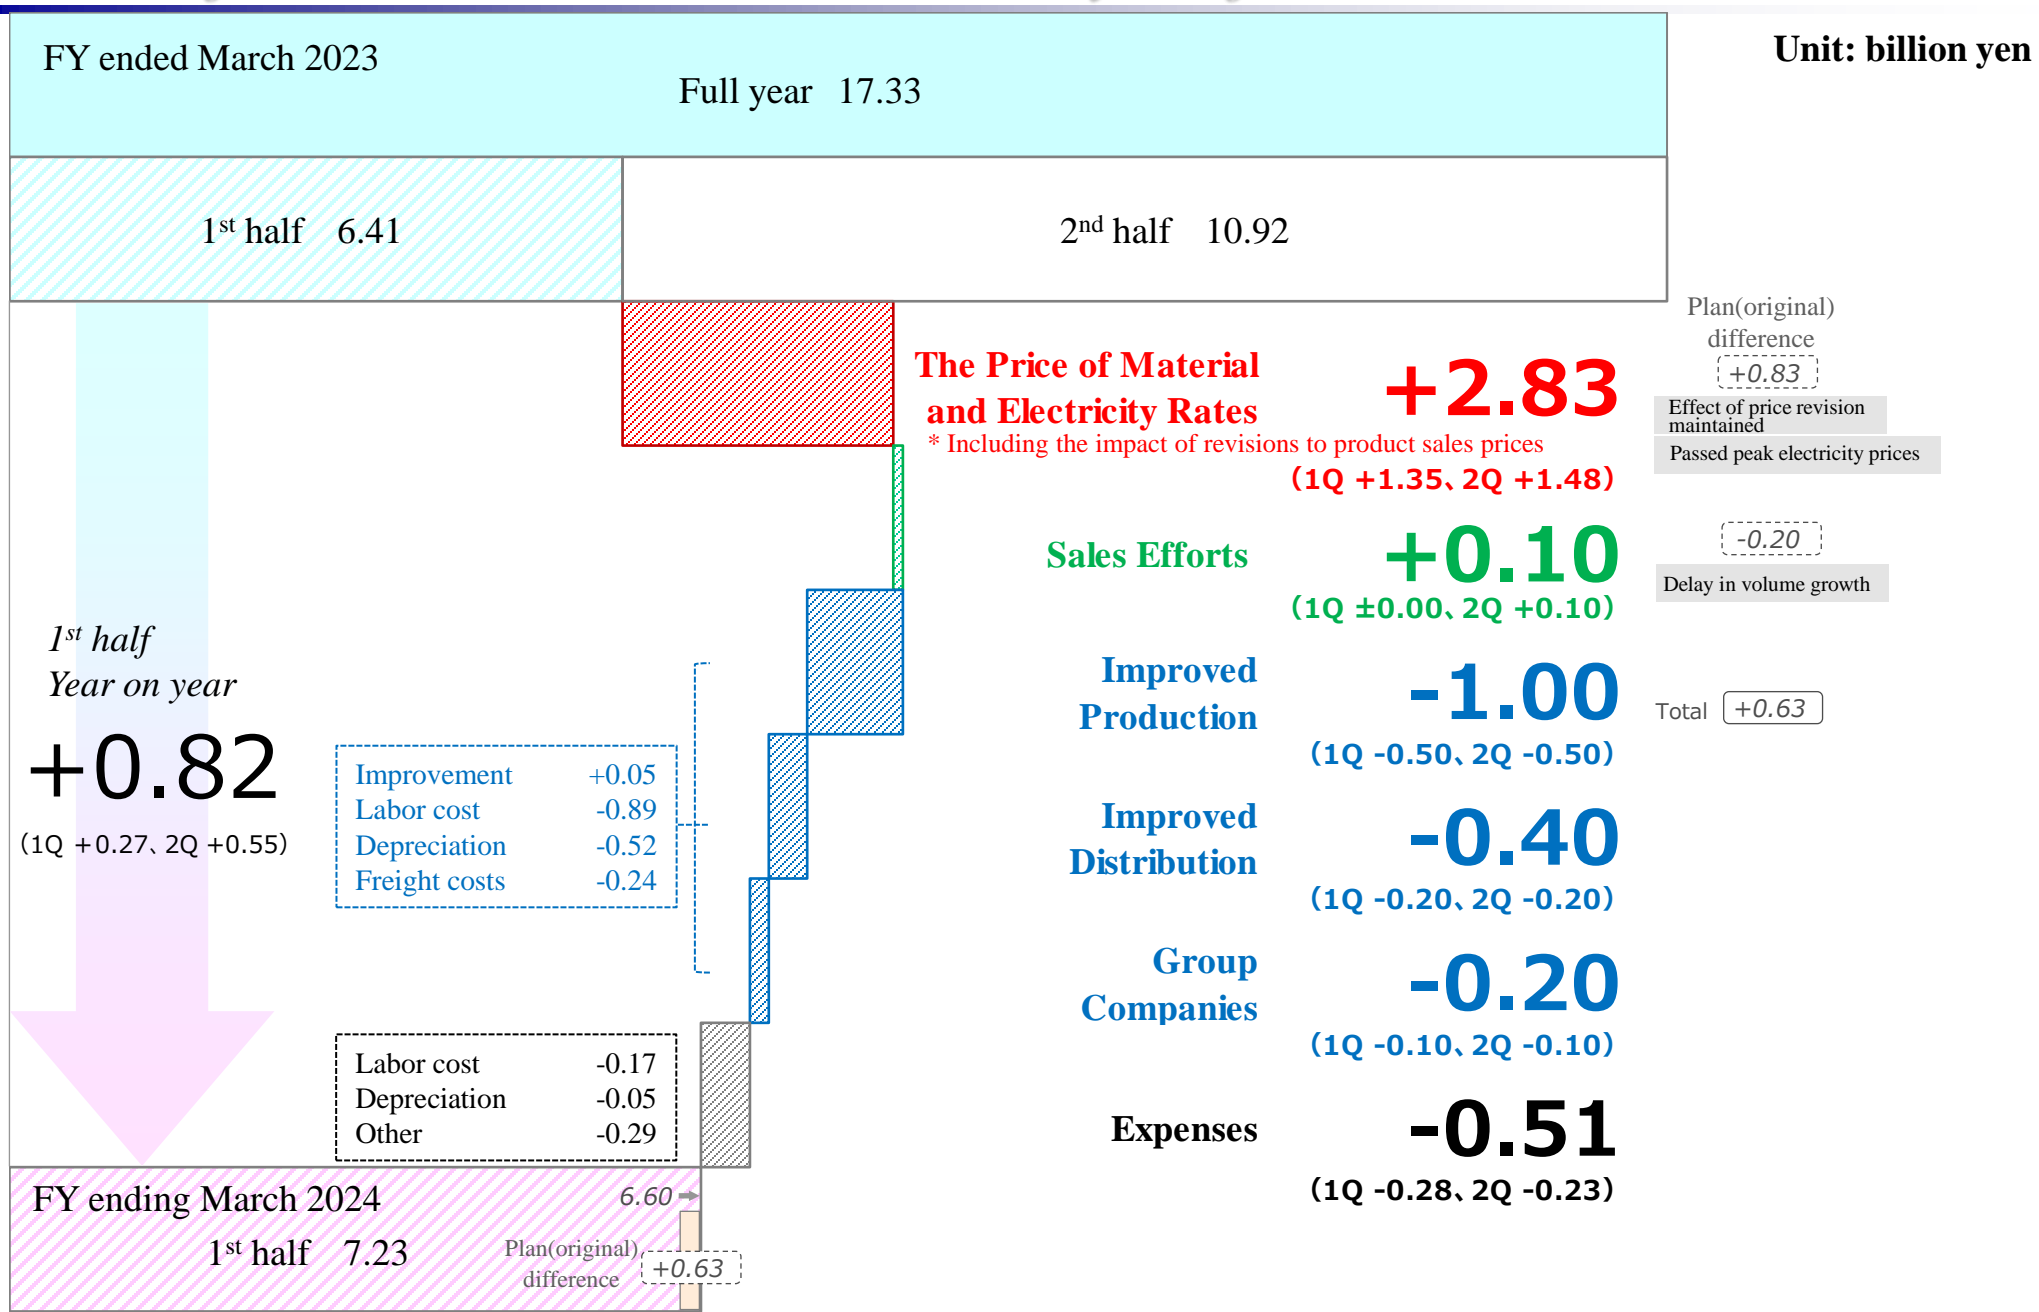 FY ended March 2023
Unit: billion yen
Full year 17.33
1st half 6.41
2nd half 10.92
Plan(original)
difference
The Price of Material
and Electricity Rates
+2.83
+0.83
* Including the impact of revisions to product sales prices
(1Q +1.35、2Q +1.48)
Effect of price revision
maintained
Passed peak electricity prices
Sales Efforts
+0.10
(1Q ±0.00、2Q +0.10)
-0.20
Delay in volume growth
1st half
Year on year
+0.82
(1Q +0.27、2Q +0.55)
Improved
Production
-1.00
(1Q -0.50、2Q -0.50)
Total +0.63
Improvement +0.05
Labor cost -0.89
Depreciation -0.52
Freight costs -0.24
Improved
Distribution
-0.40
(1Q -0.20、2Q -0.20)
Group
Companies
-0.20
(1Q -0.10、2Q -0.10)
Labor cost -0.17
Depreciation -0.05
Other -0.29
Expenses
-0.51
(1Q -0.28、2Q -0.23)
FY ending March 2024
6.60
1st half 7.23
Plan(original)
difference
+0.63